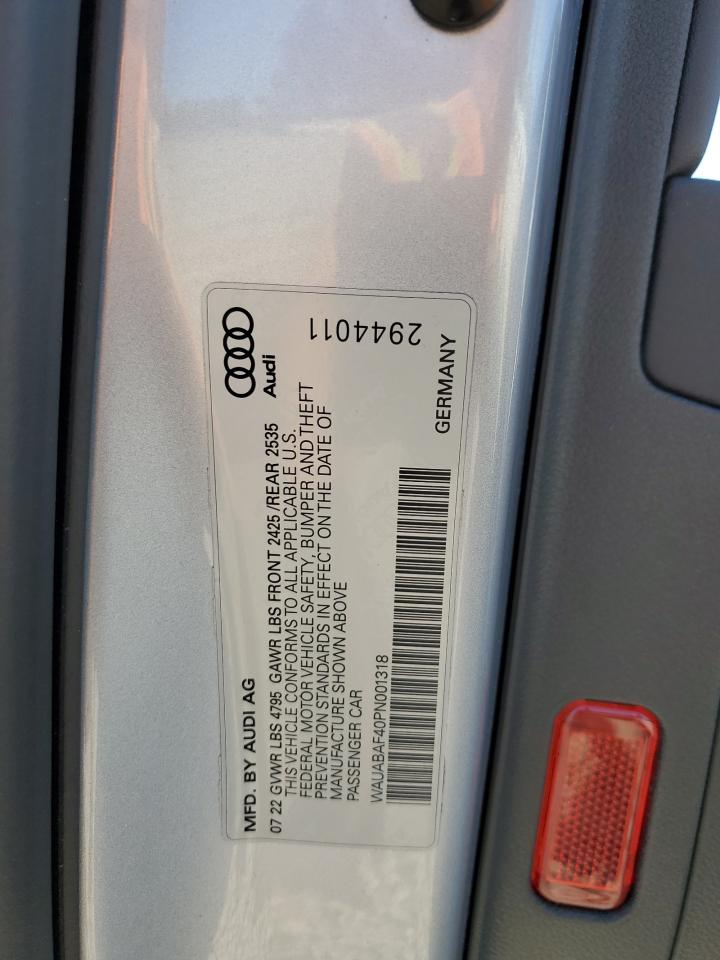 Audi
MFD. BY AUDI AG
07 22 GVWR LBS 4795 GAWR LBS FRONT 2425 /REAR 2535
THIS VEHICLE CONFORMS TO ALL APPLICABLE U.S.
FEDERAL MOTOR VEHICLE SAFETY, BUMPER AND THEFT
PREVENTION STANDARDS IN EFFECT ON THE DATE OF
MANUFACTURE SHOWN ABOVE
PASSENGER CAR
WAUABAF40PN001318
2944011
GERMANY